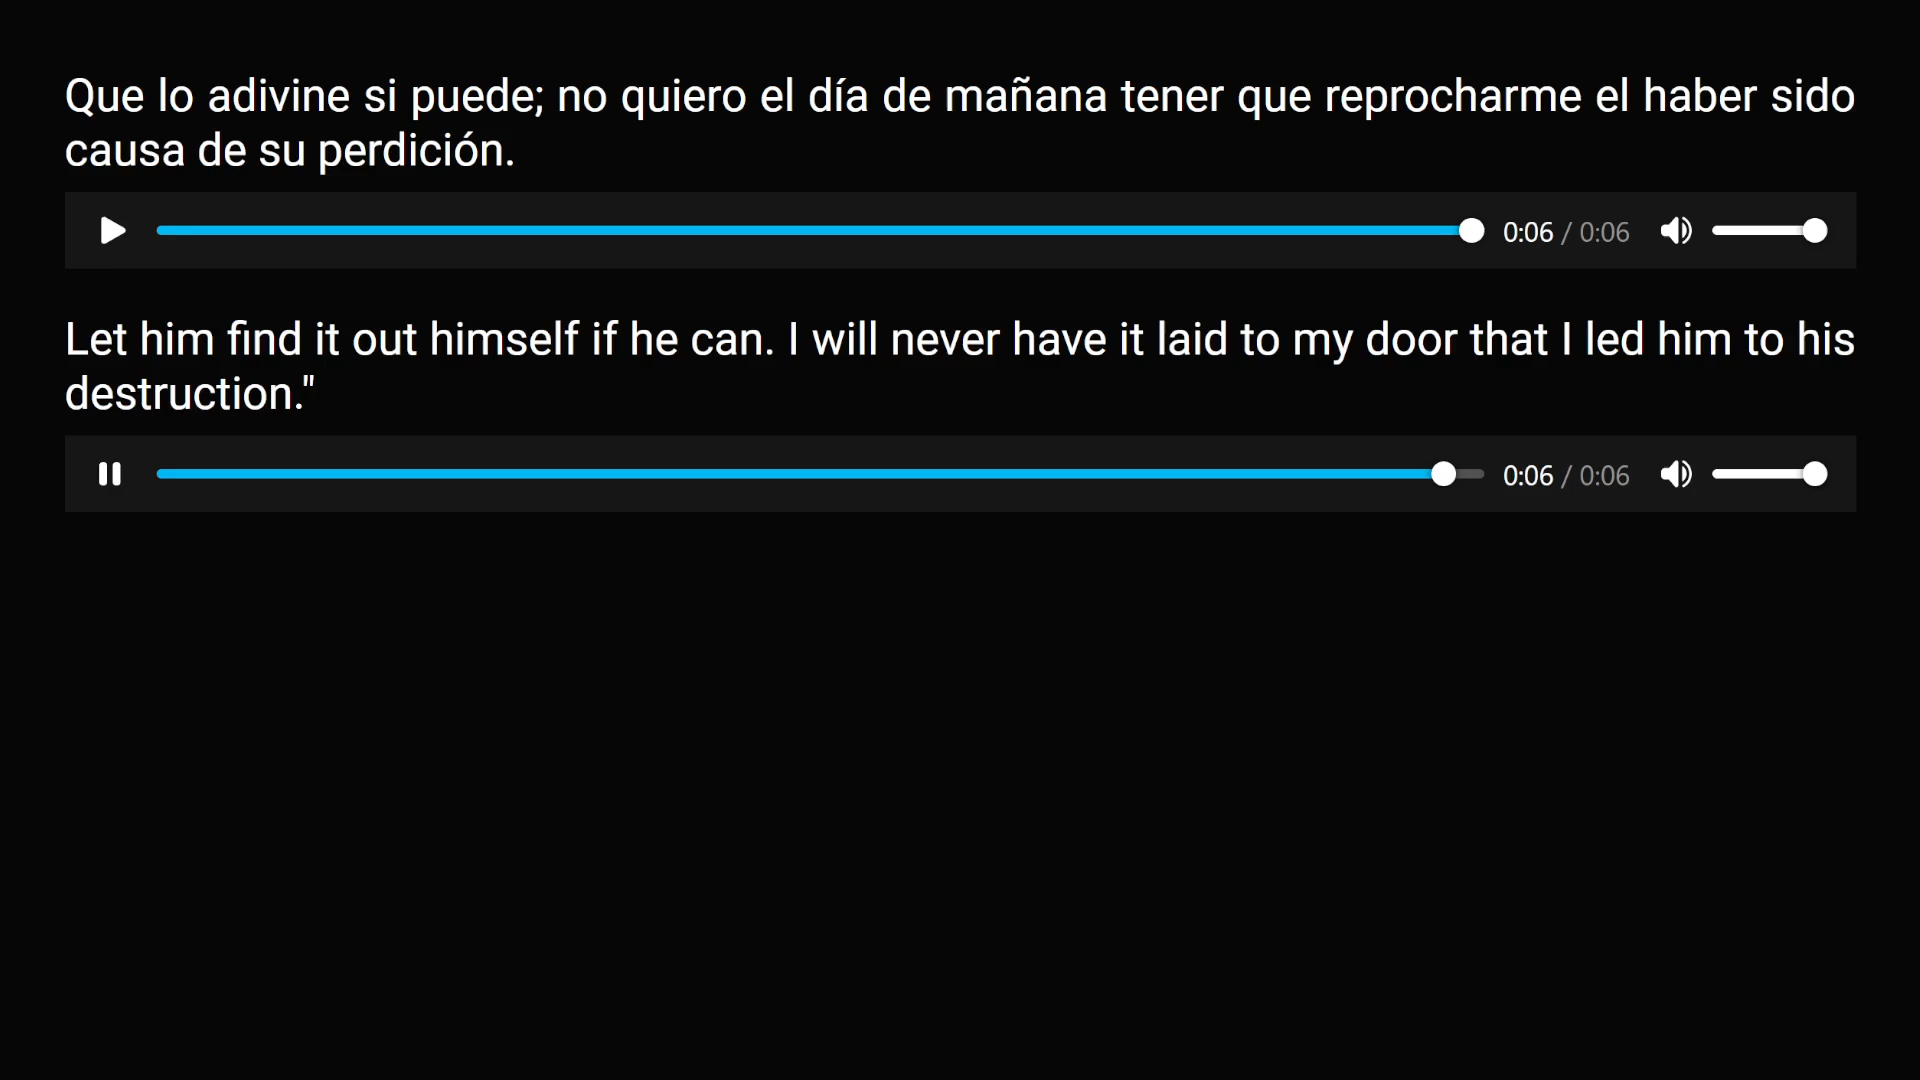 Que lo adivine si puede; no quiero el día de mañana tener que reprocharme el haber sido
causa de su perdición.
0:06 / 0:06
Let him find it out himself if he can. I will never have it laid to my door that I led him to his
destruction."
0:06 / 0:06